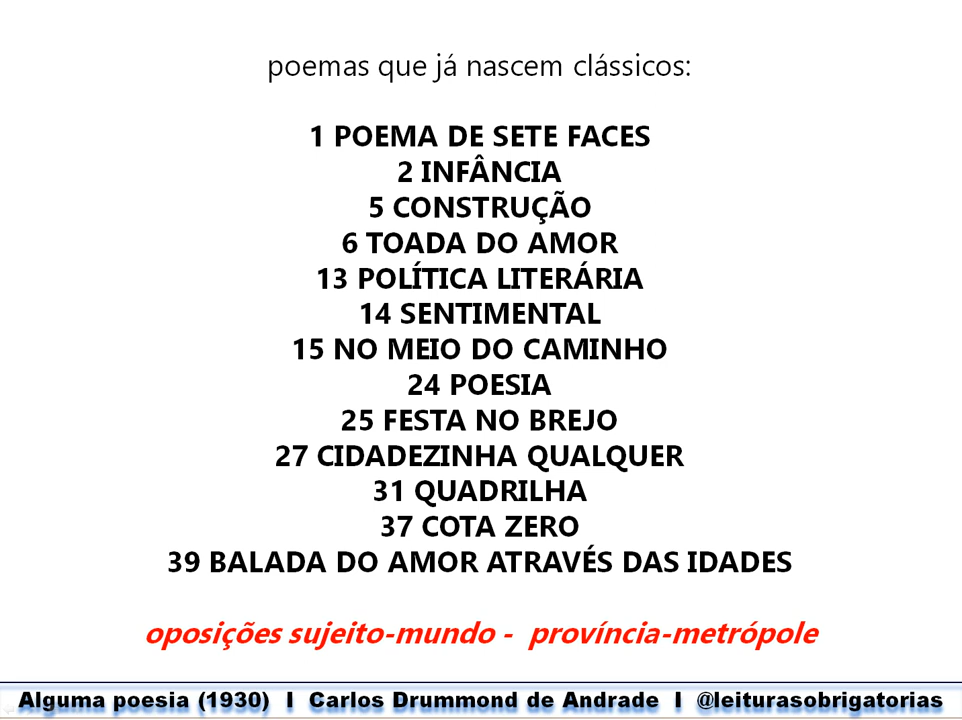 poemas que já nascem clássicos:
1 POEMA DE SETE FACES
2 INFÂNCIA
5 CONSTRUÇÃO
6 TOADA DO AMOR
13 POLÍTICA LITERÁRIA
14 SENTIMENTAL
15 NO MEIO DO CAMINHO
24 POESIA
25 FESTA NO BREJO
27 CIDADEZINHA QUALQUER
31 QUADRILHA
37 COTA ZERO
39 BALADA DO AMOR ATRAVÉS DAS IDADES
oposições sujeito-mundo - província-metrópole
Alguma poesia (1930) I Carlos Drummond de Andrade I @leiturasobrigatorias